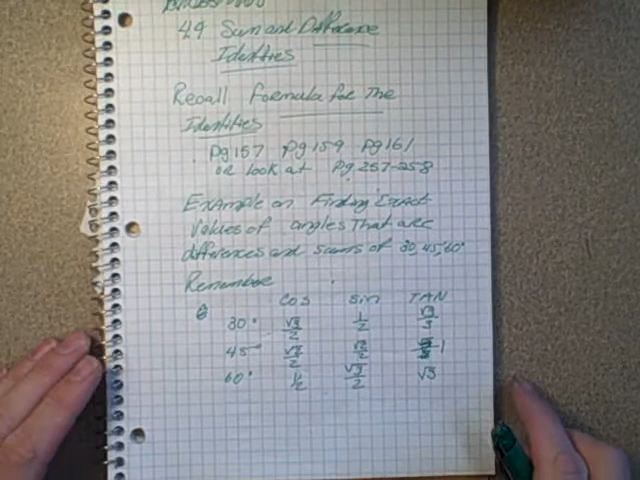 4.9 Sum and Difference
Identities
Recall Formula for The
Identities
Pg 157 Pg 159 Pg 161
or look at Pg 257-258
Example on Finding Exact
Values of angles that are
differences and sums of 30, 45, 60°
Remember
θ cos sin TAN
30° √3/2 1/2 √3/3
45° √2/2 √2/2 1
60° 1/2 √3/2 √3